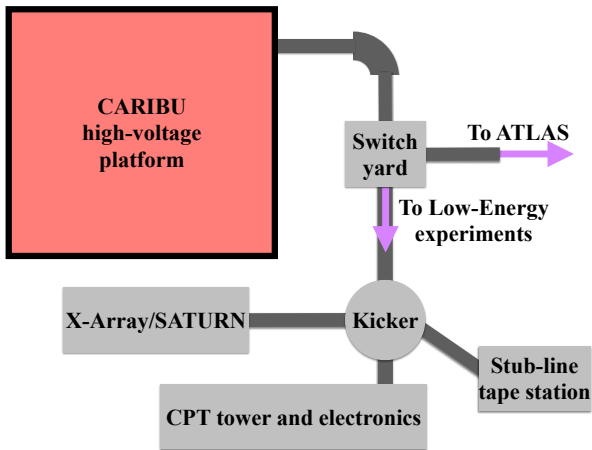 CARIBU
high-voltage
platform
Switch
yard
To ATLAS
To Low-Energy
experiments
X-Array/SATURN
Kicker
Stub-line
tape station
CPT tower and electronics